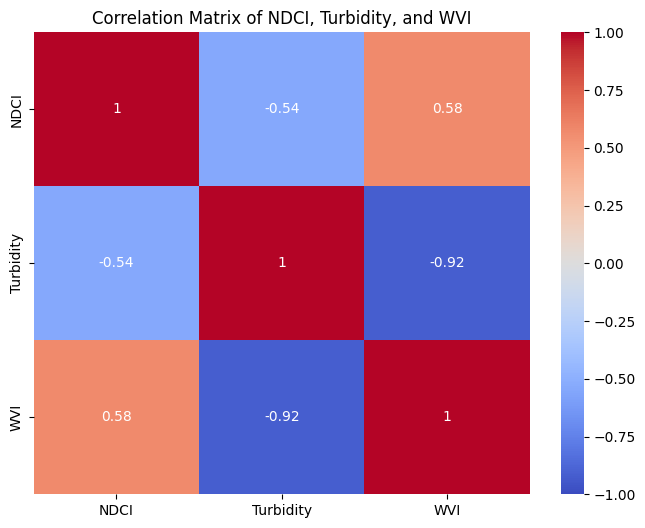 Correlation Matrix of NDCI, Turbidity, and WVI
NDCI
1
-0.54
0.58
Turbidity
-0.54
1
-0.92
WVI
0.58
-0.92
1
NDCI
Turbidity
WVI
1.00
0.75
0.50
0.25
0.00
−0.25
−0.50
−0.75
−1.00